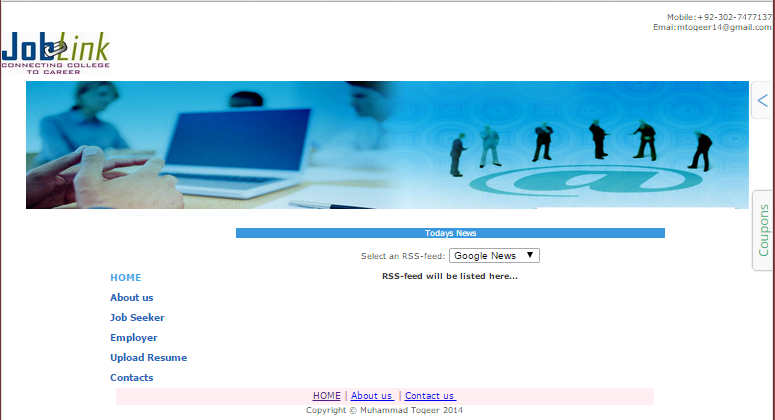 Mobile:+92-302-7477137
Emai:mtoqeer14@gmail.com
JobLink
CONNECTING COLLEGE
TO CAREER
@
<
Coupons
Todays News
Select an RSS-feed: Google News ▼
RSS-feed will be listed here...
HOME
About us
Job Seeker
Employer
Upload Resume
Contacts
HOME | About us | Contact us
Copyright © Muhammad Toqeer 2014